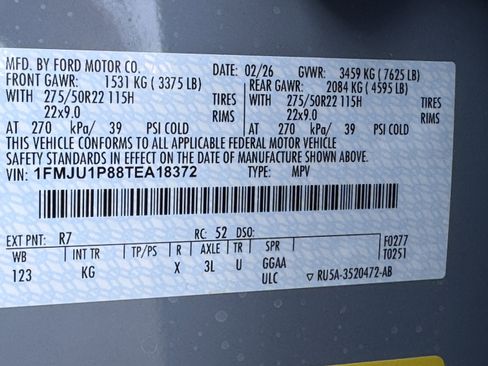 MFD. BY FORD MOTOR CO. DATE: 02/26 GVWR: 3459 KG ( 7625 LB)
FRONT GAWR: 1531 KG ( 3375 LB) REAR GAWR: 2084 KG ( 4595 LB)
WITH 275/50R22 115H TIRES WITH 275/50R22 115H TIRES
22x9.0 RIMS 22x9.0 RIMS
AT 270 kPa/ 39 PSI COLD AT 270 kPa/ 39 PSI COLD
THIS VEHICLE CONFORMS TO ALL APPLICABLE FEDERAL MOTOR VEHICLE
SAFETY STANDARDS IN EFFECT ON THE DATE OF MANUFACTURE SHOWN ABOVE.
VIN: 1FMJU1P88TEA18372 TYPE: MPV
EXT PNT: R7 RC: 52 DSO: F0277
WB INT TR TP/PS R AXLE TR SPR T0251
123 KG X 3L U GGAA
ULC RU5A-3520472-AB